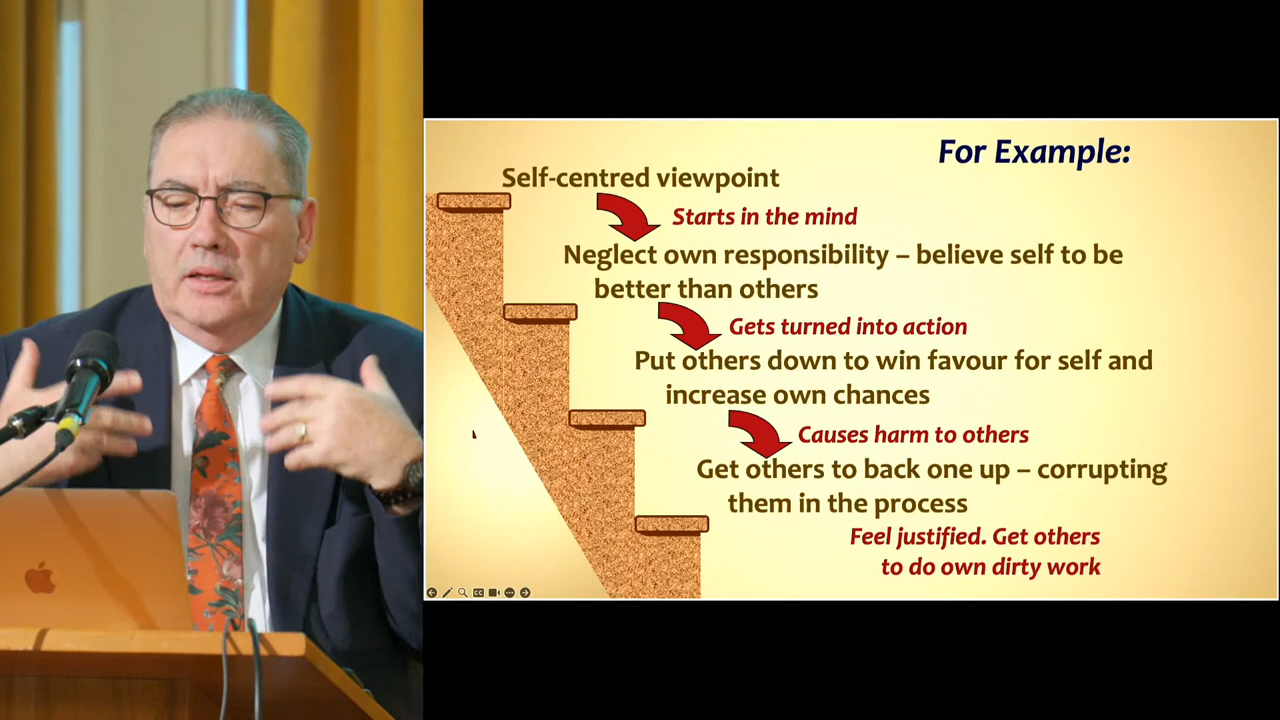 For Example:
Self-centred viewpoint
Starts in the mind
Neglect own responsibility – believe self to be
better than others
Gets turned into action
Put others down to win favour for self and
increase own chances
Causes harm to others
Get others to back one up – corrupting
them in the process
Feel justified. Get others
to do own dirty work